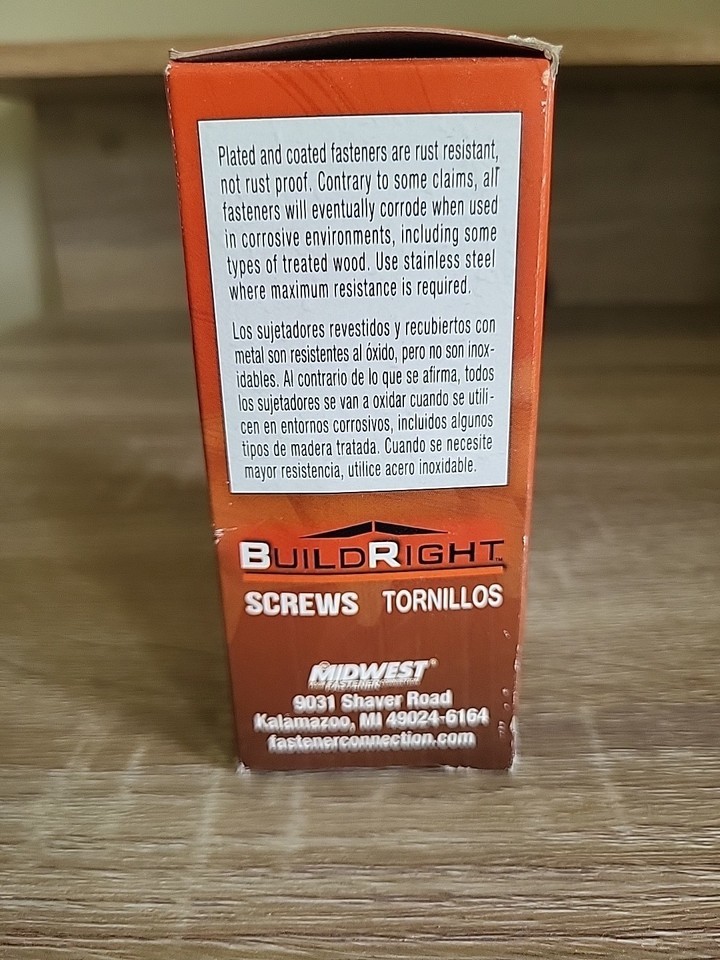 Plated and coated fasteners are rust resistant,
not rust proof. Contrary to some claims, all
fasteners will eventually corrode when used
in corrosive environments, including some
types of treated wood. Use stainless steel
where maximum resistance is required.
Los sujetadores revestidos y recubiertos con
metal son resistentes al óxido, pero no son inox-
idables. Al contrario de lo que se afirma, todos
los sujetadores se van a oxidar cuando se utili-
cen en entornos corrosivos, incluidos algunos
tipos de madera tratada. Cuando se necesite
mayor resistencia, utilice acero inoxidable.
BUILDRIGHT™
SCREWS TORNILLOS
MIDWEST®
FASTENER
9031 Shaver Road
Kalamazoo, MI 49024-6164
fastenerconnection.com